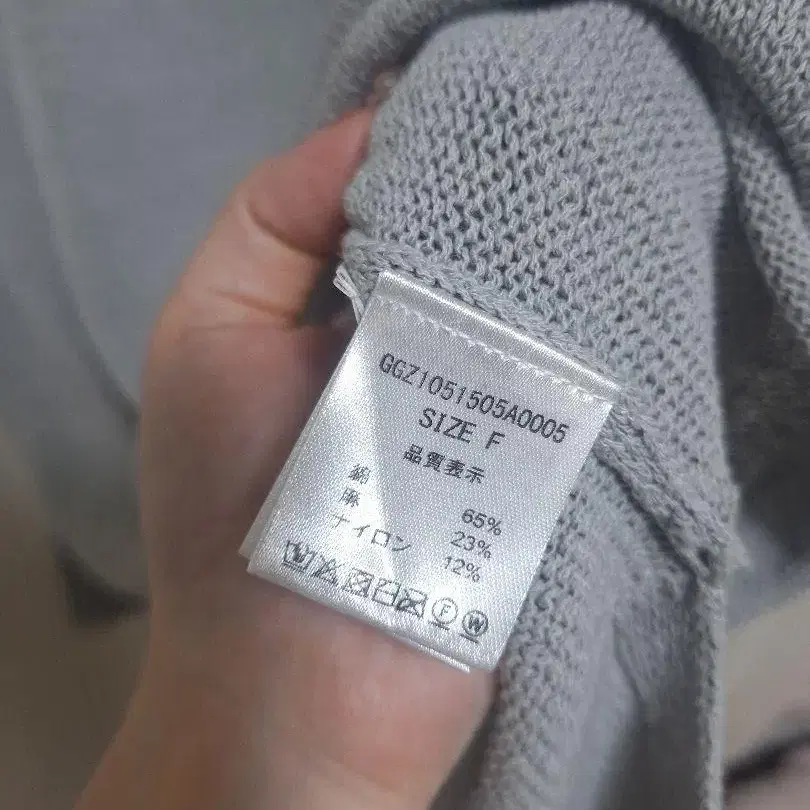 GGZ1051505A0005
SIZE F
品質表示
綿 65%
麻 23%
ナイロン 12%
F W